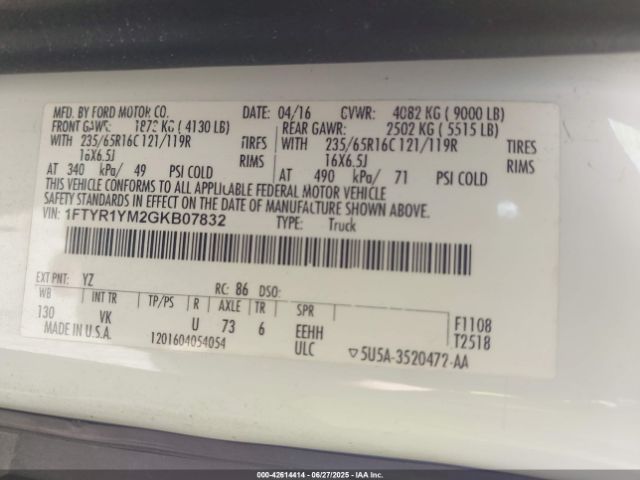 MFD. BY FORD MOTOR CO. DATE: 04/16 GVWR: 4082 KG ( 9000 LB)
FRONT GAWR: 1873 KG ( 4130 LB) REAR GAWR: 2502 KG ( 5515 LB)
WITH 235/65R16C 121/119R TIRES WITH 235/65R16C 121/119R TIRES
16X6.5J RIMS 16X6.5J RIMS
AT 340 kPa/ 49 PSI COLD AT 490 kPa/ 71 PSI COLD
THIS VEHICLE CONFORMS TO ALL APPLICABLE FEDERAL MOTOR VEHICLE
SAFETY STANDARDS IN EFFECT ON THE DATE OF MANUFACTURE SHOWN ABOVE.
VIN: 1FTYR1YM2GKB07832 TYPE: Truck
EXT PNT: YZ RC: 86 DSO:
WB INT TR TP/PS R AXLE TR SPR
130 VK U 73 6 EEHH F1108
MADE IN U.S.A. 1201604054054 ULC T2518
▽5U5A-3520472-AA
000-42614414 - 06/27/2025 - IAA Inc.